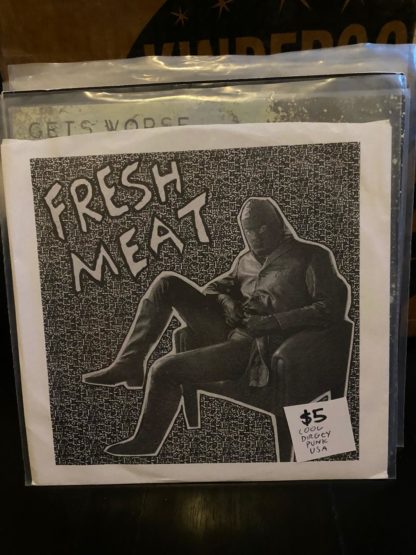 GETS WORSE
FRESH
MEAT
$5
COOL
DIRGEY
PUNK
USA